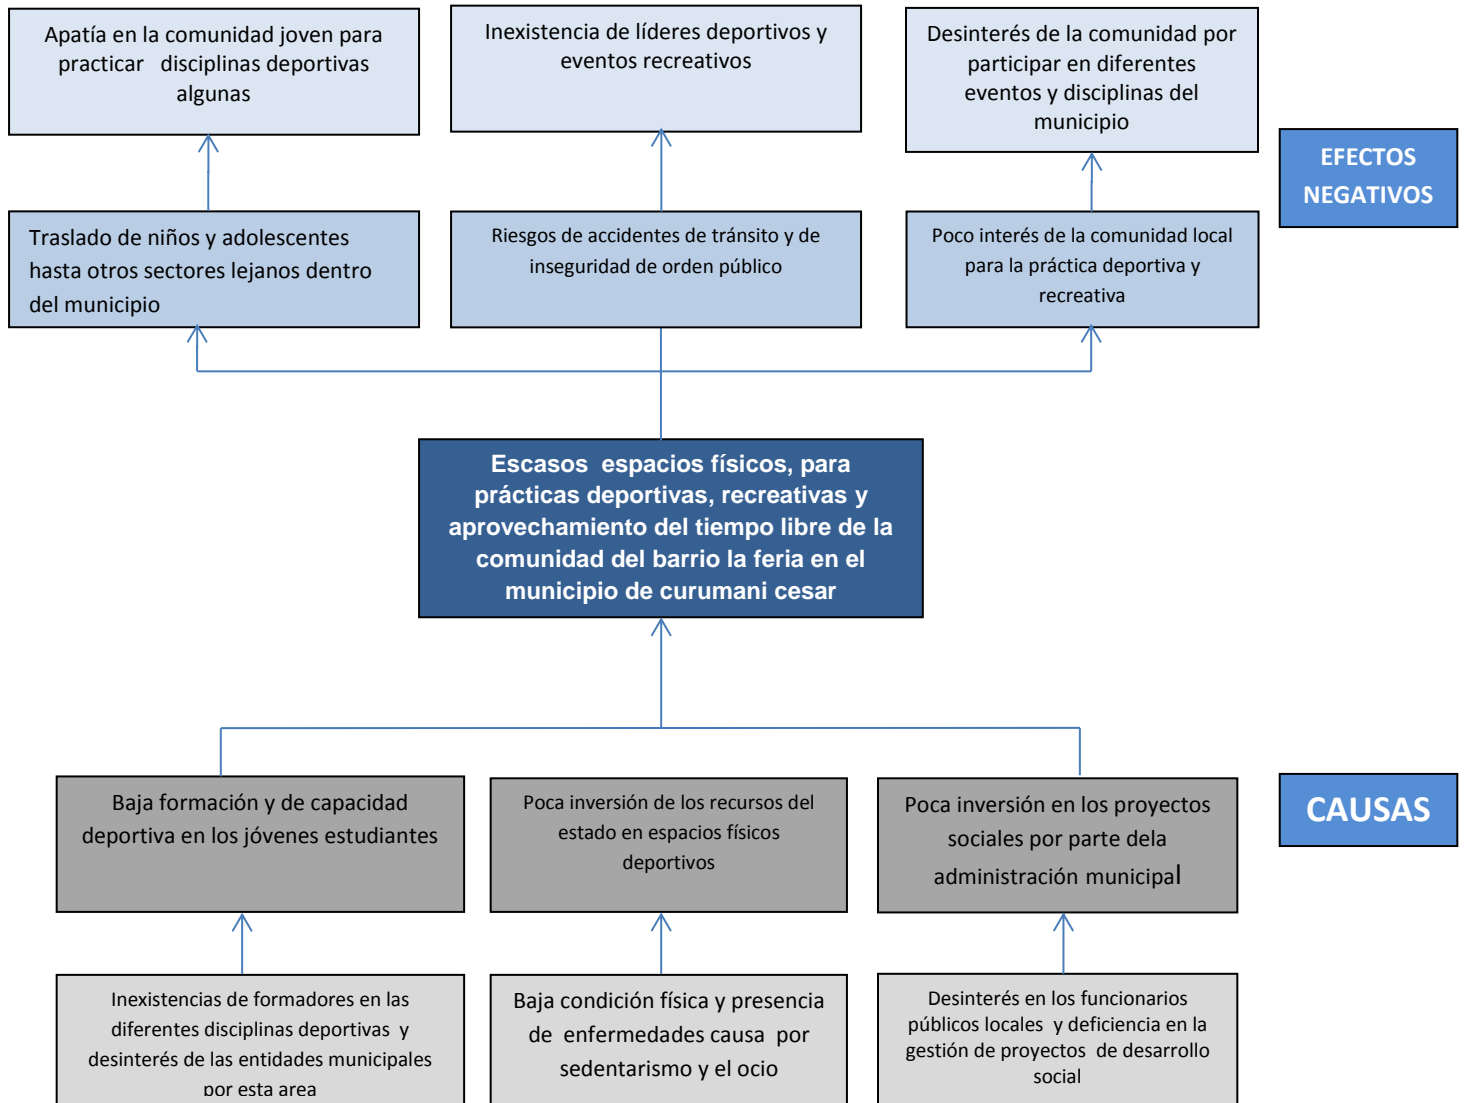 Apatía en la comunidad joven para
practicar disciplinas deportivas
algunas
Inexistencia de líderes deportivos y
eventos recreativos
Desinterés de la comunidad por
participar en diferentes
eventos y disciplinas del
municipio
EFECTOS
NEGATIVOS
Traslado de niños y adolescentes
hasta otros sectores lejanos dentro
del municipio
Riesgos de accidentes de tránsito y de
inseguridad de orden público
Poco interés de la comunidad local
para la práctica deportiva y
recreativa
Escasos espacios físicos, para
prácticas deportivas, recreativas y
aprovechamiento del tiempo libre de la
comunidad del barrio la feria en el
municipio de curumani cesar
Baja formación y de capacidad
deportiva en los jóvenes estudiantes
Poca inversión de los recursos del
estado en espacios físicos
deportivos
Poca inversión en los proyectos
sociales por parte dela
administración municipal
CAUSAS
Inexistencias de formadores en las
diferentes disciplinas deportivas y
desinterés de las entidades municipales
por esta area
Baja condición física y presencia
de enfermedades causa por
sedentarismo y el ocio
Desinterés en los funcionarios
públicos locales y deficiencia en la
gestión de proyectos de desarrollo
social